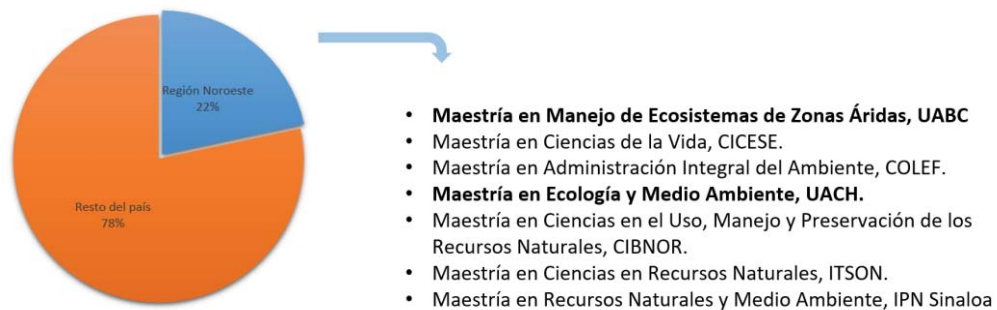 Región Noroeste
22%
Resto del país
78%
• Maestría en Manejo de Ecosistemas de Zonas Áridas, UABC
• Maestría en Ciencias de la Vida, CICESE.
• Maestría en Administración Integral del Ambiente, COLEF.
• Maestría en Ecología y Medio Ambiente, UACH.
• Maestría en Ciencias en el Uso, Manejo y Preservación de los
Recursos Naturales, CIBNOR.
• Maestría en Ciencias en Recursos Naturales, ITSON.
• Maestría en Recursos Naturales y Medio Ambiente, IPN Sinaloa